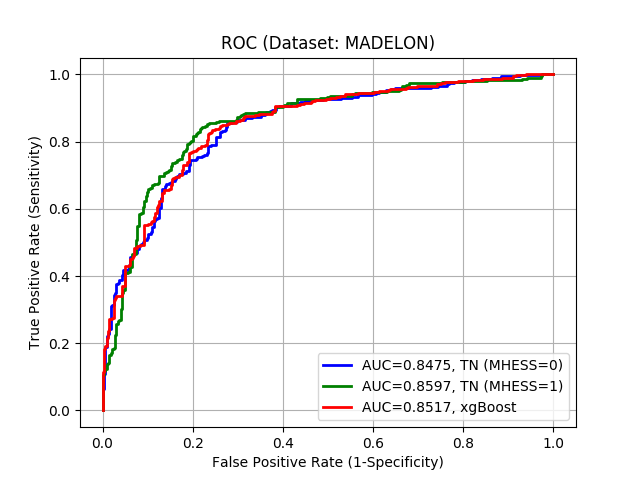 ROC (Dataset: MADELON)
True Positive Rate (Sensitivity)
1.0
0.8
0.6
0.4
0.2
0.0
AUC=0.8475, TN (MHESS=0)
AUC=0.8597, TN (MHESS=1)
AUC=0.8517, xgBoost
0.0 0.2 0.4 0.6 0.8 1.0
False Positive Rate (1-Specificity)